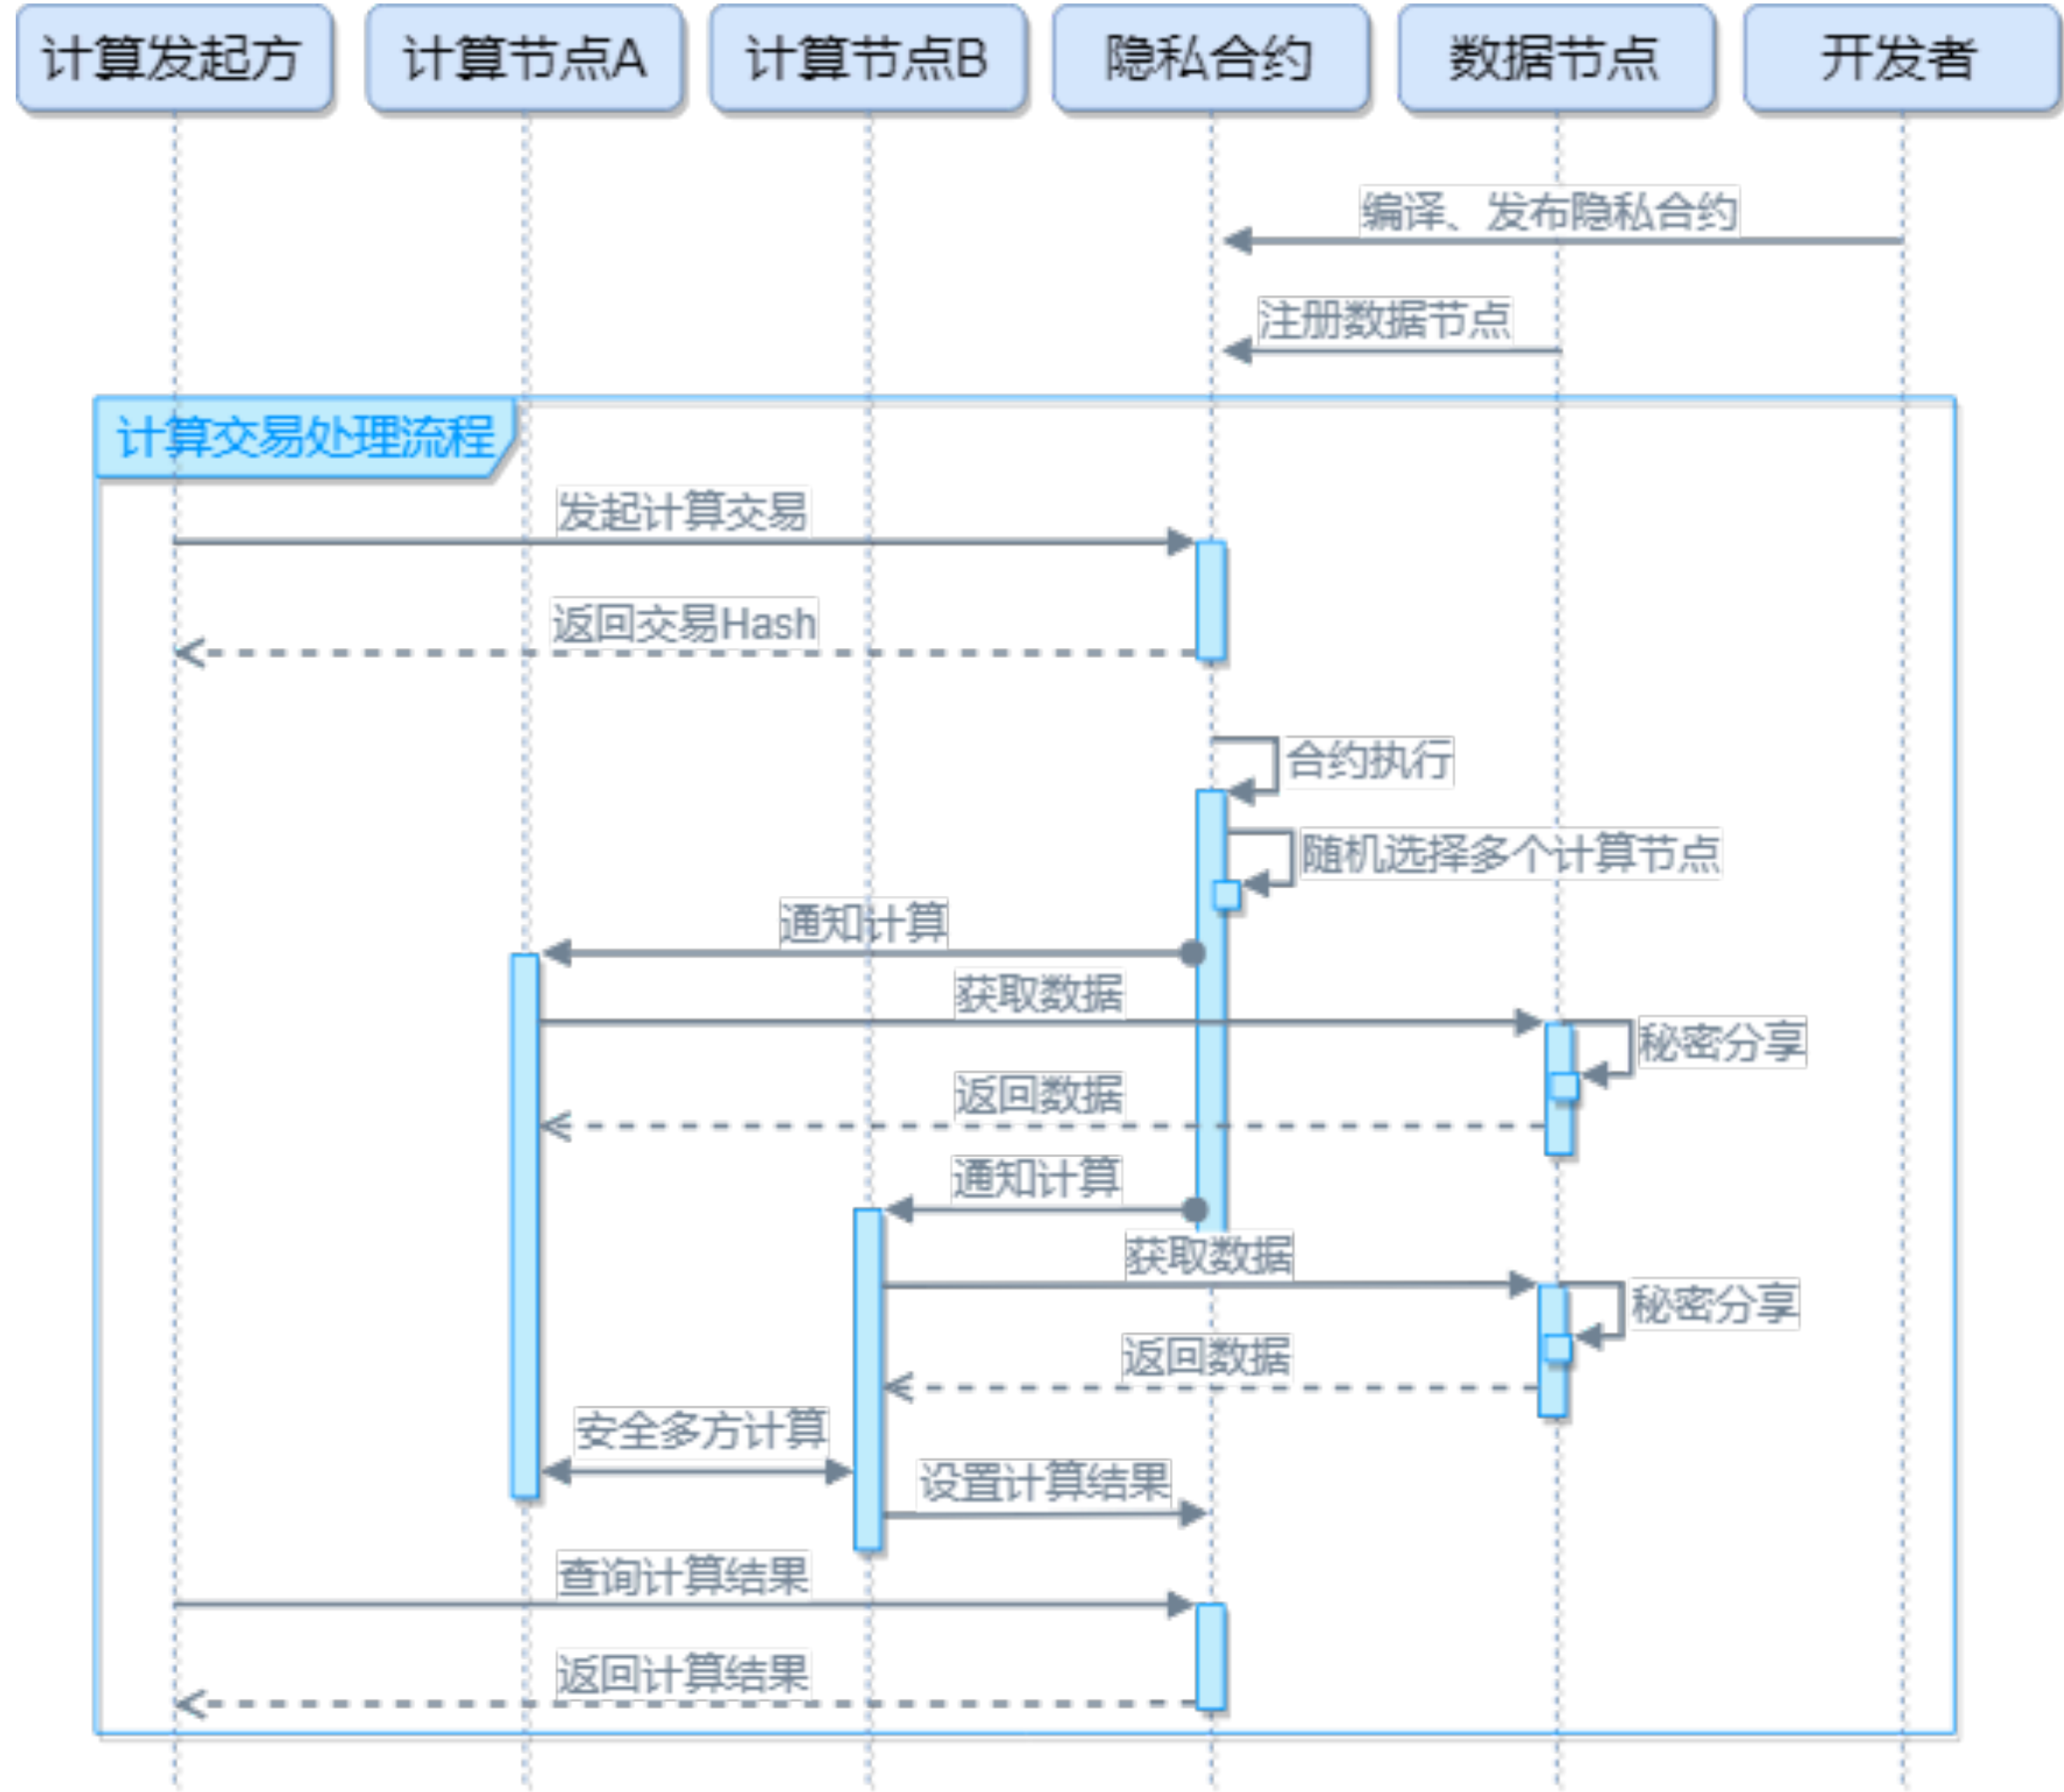 计算发起方
计算节点A
计算节点B
隐私合约
数据节点
开发者
编译、发布隐私合约
注册数据节点
计算交易处理流程
发起计算交易
返回交易Hash
合约执行
随机选择多个计算节点
通知计算
获取数据
秘密分享
返回数据
通知计算
获取数据
秘密分享
返回数据
安全多方计算
设置计算结果
查询计算结果
返回计算结果